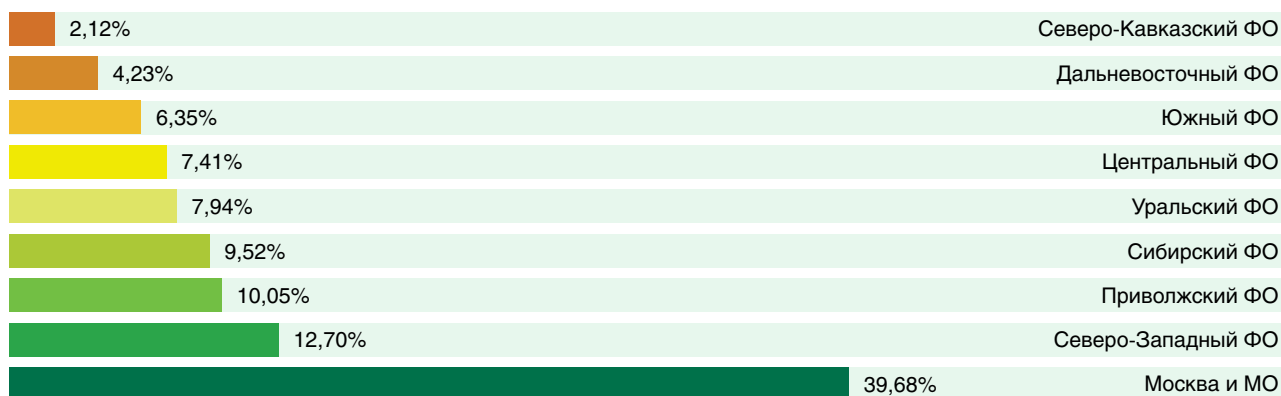 2,12% Северо-Кавказский ФО
4,23% Дальневосточный ФО
6,35% Южный ФО
7,41% Центральный ФО
7,94% Уральский ФО
9,52% Сибирский ФО
10,05% Приволжский ФО
12,70% Северо-Западный ФО
39,68% Москва и МО